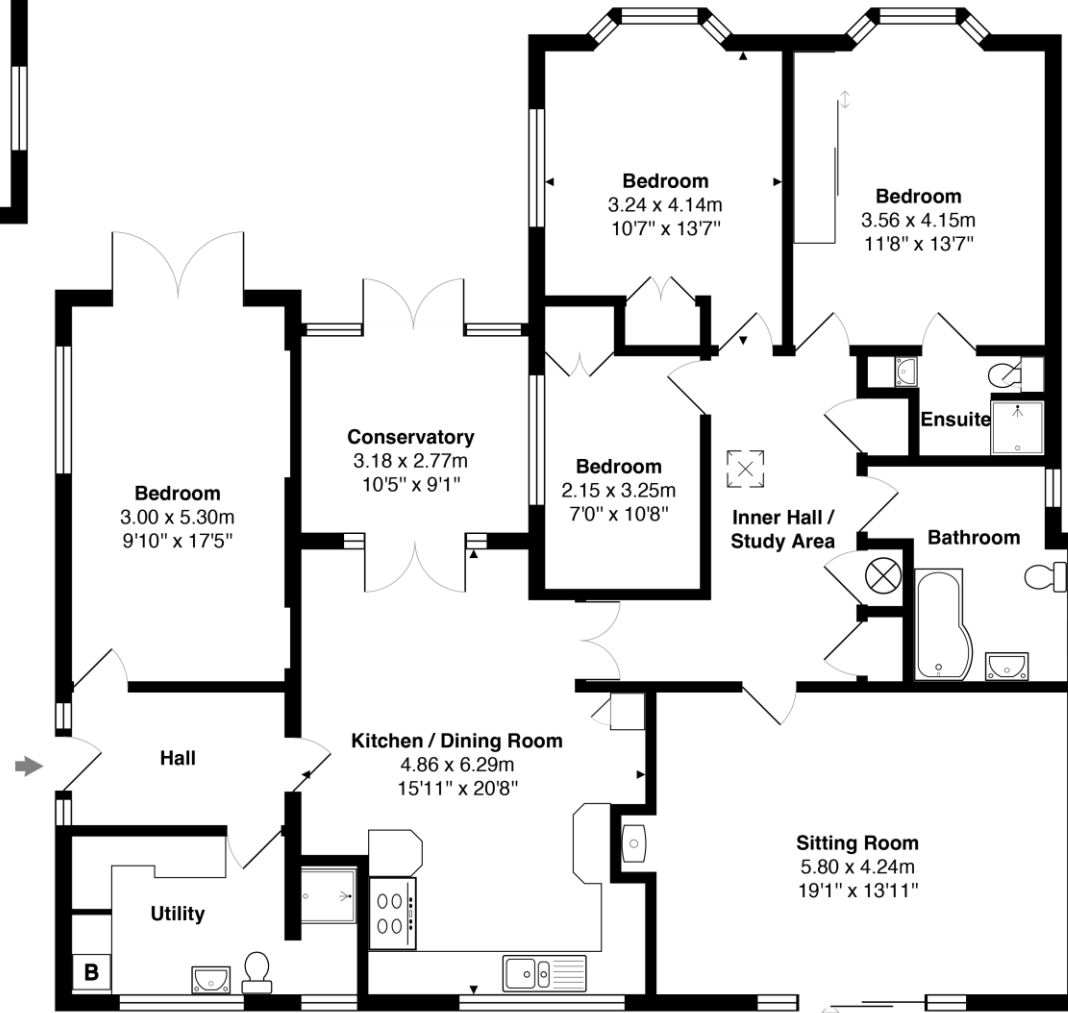 Bedroom
3.24 x 4.14m
10'7" x 13'7"
Bedroom
3.56 x 4.15m
11'8" x 13'7"
Conservatory
3.18 x 2.77m
10'5" x 9'1"
Bedroom
2.15 x 3.25m
7'0" x 10'8"
Ensuite
Bedroom
3.00 x 5.30m
9'10" x 17'5"
Inner Hall /
Study Area
Bathroom
Hall
Kitchen / Dining Room
4.86 x 6.29m
15'11" x 20'8"
Sitting Room
5.80 x 4.24m
19'1" x 13'11"
Utility
B